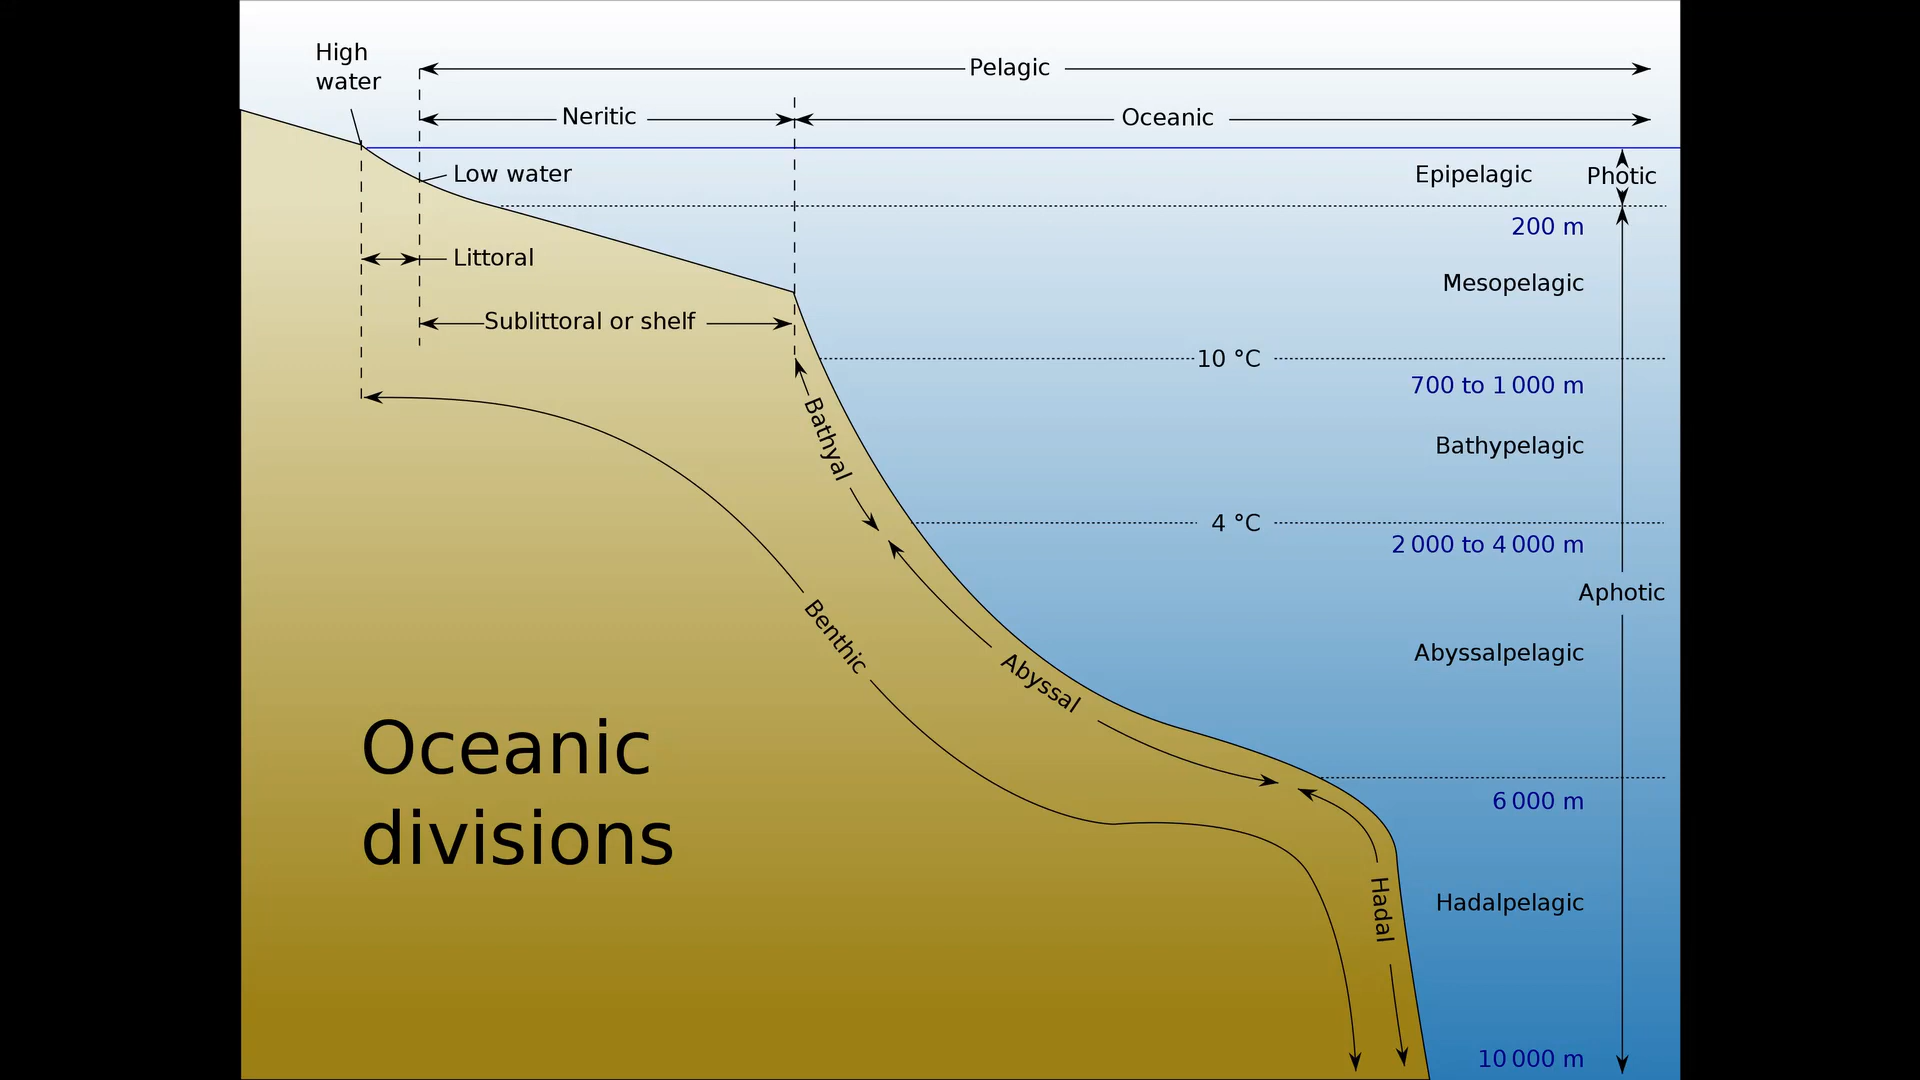 High
water
Pelagic
Neritic
Oceanic
Low water
Epipelagic
Photic
200 m
Littoral
Mesopelagic
Sublittoral or shelf
10 °C
700 to 1 000 m
Bathyal
Bathypelagic
4 °C
2 000 to 4 000 m
Aphotic
Benthic
Abyssal
Abyssalpelagic
Oceanic
divisions
6 000 m
Hadal
Hadalpelagic
10 000 m